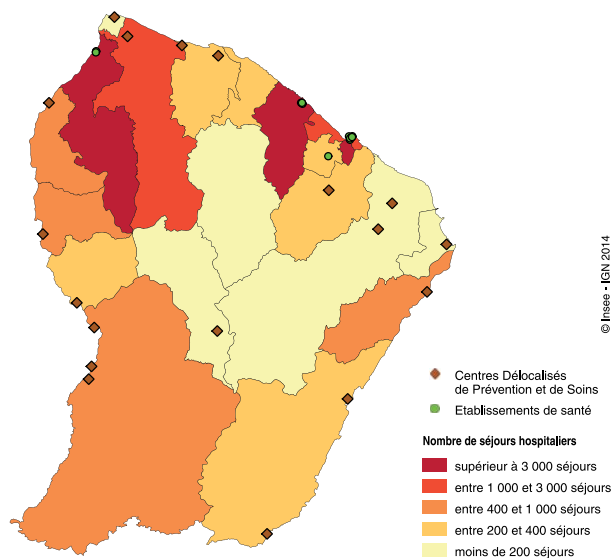 © Insee - IGN 2014
Centres Délocalisés
de Prévention et de Soins
Etablissements de santé
Nombre de séjours hospitaliers
supérieur à 3 000 séjours
entre 1 000 et 3 000 séjours
entre 400 et 1 000 séjours
entre 200 et 400 séjours
moins de 200 séjours